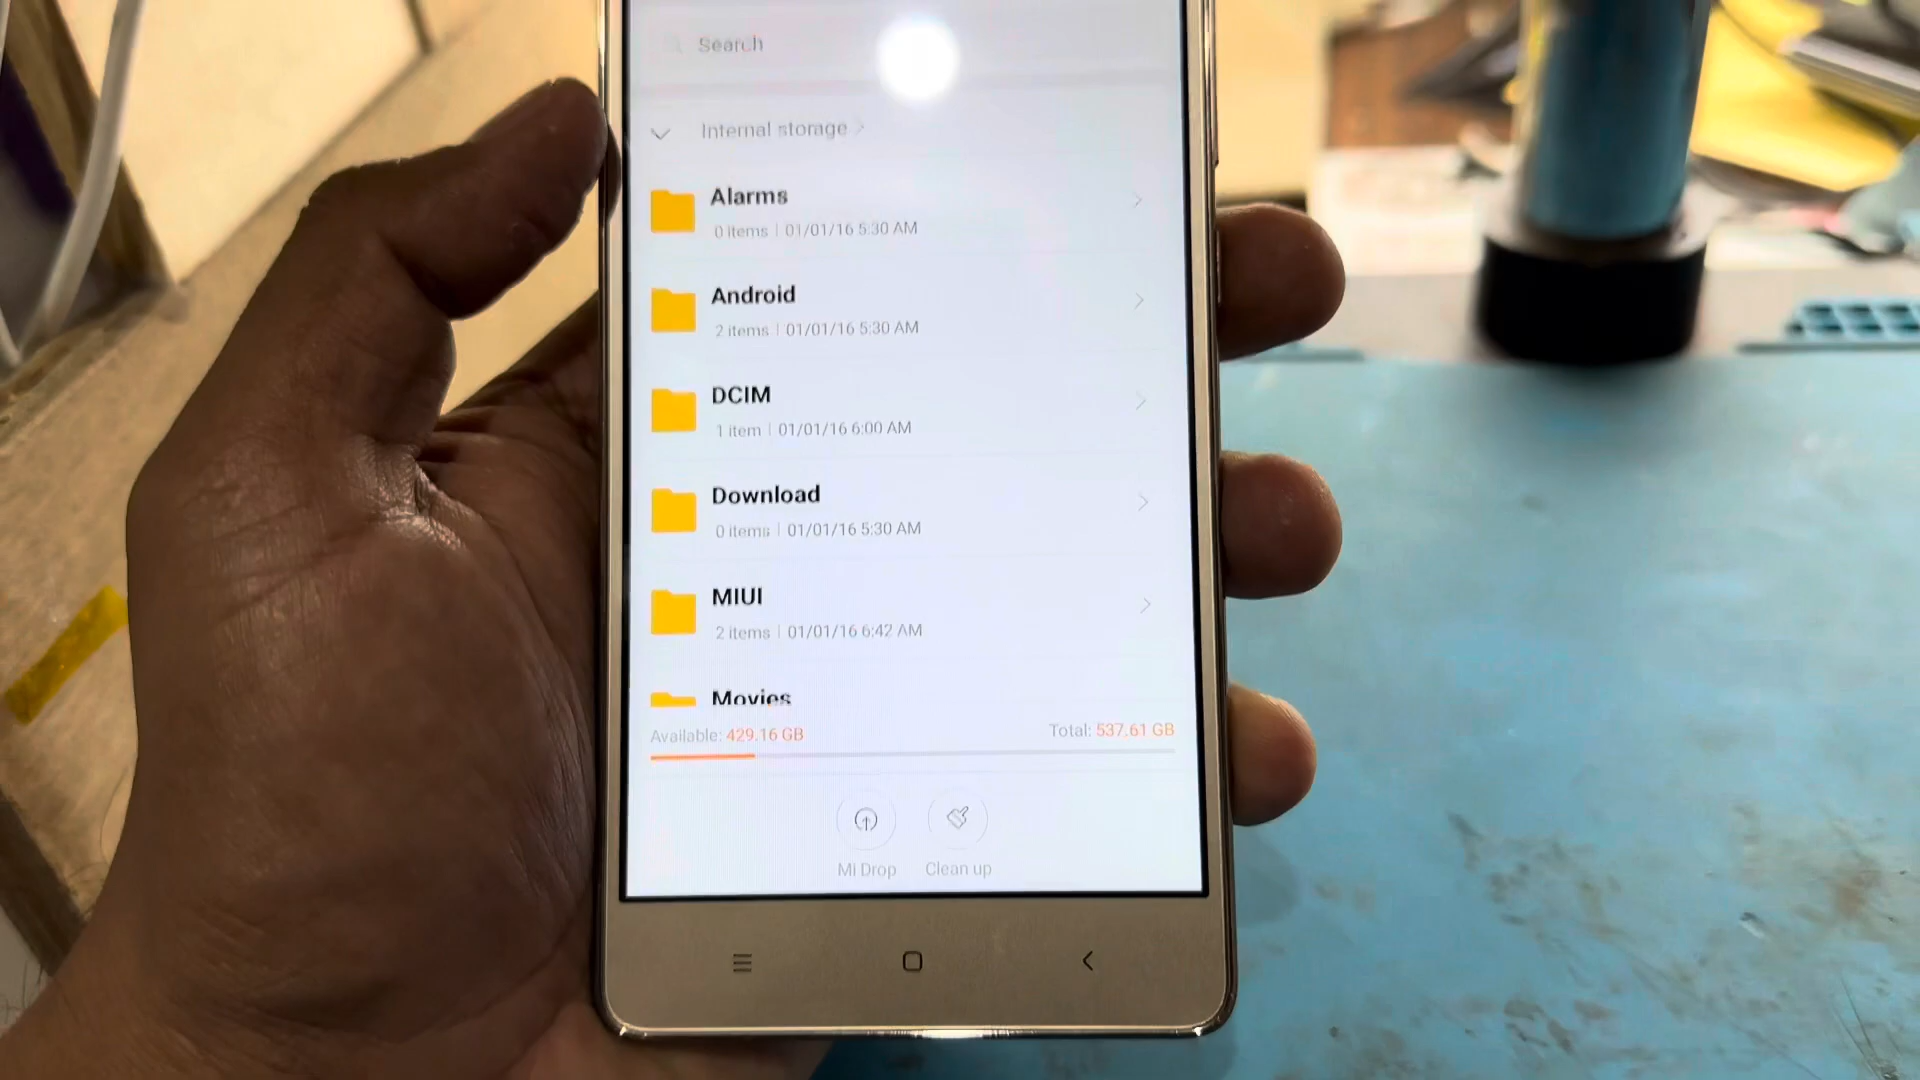 Search
Internal storage
Alarms
0 items | 01/01/16 5:30 AM
Android
2 items | 01/01/16 5:30 AM
DCIM
1 item | 01/01/16 6:00 AM
Download
0 items | 01/01/16 5:30 AM
MIUI
2 items | 01/01/16 6:42 AM
Movies
Available: 429.16 GB
Total: 537.61 GB
Mi Drop
Clean up